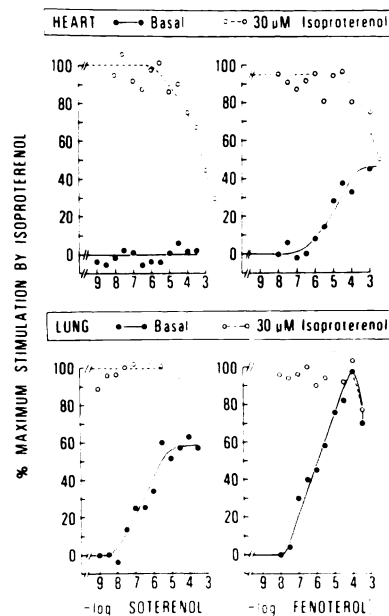 HEART Basal 30 µM Isoproterenol
% MAXIMUM STIMULATION BY ISOPROTERENOL
100
80
60
40
20
0
9 8 7 6 5 4 3
100
80
60
40
20
0
9 8 7 6 5 4 3
LUNG Basal 30 µM Isoproterenol
100
80
60
40
20
0
9 8 7 6 5 4 3
-log SOTERENOL
100
80
60
40
20
0
9 8 7 6 5 4 3
-log FENOTEROL